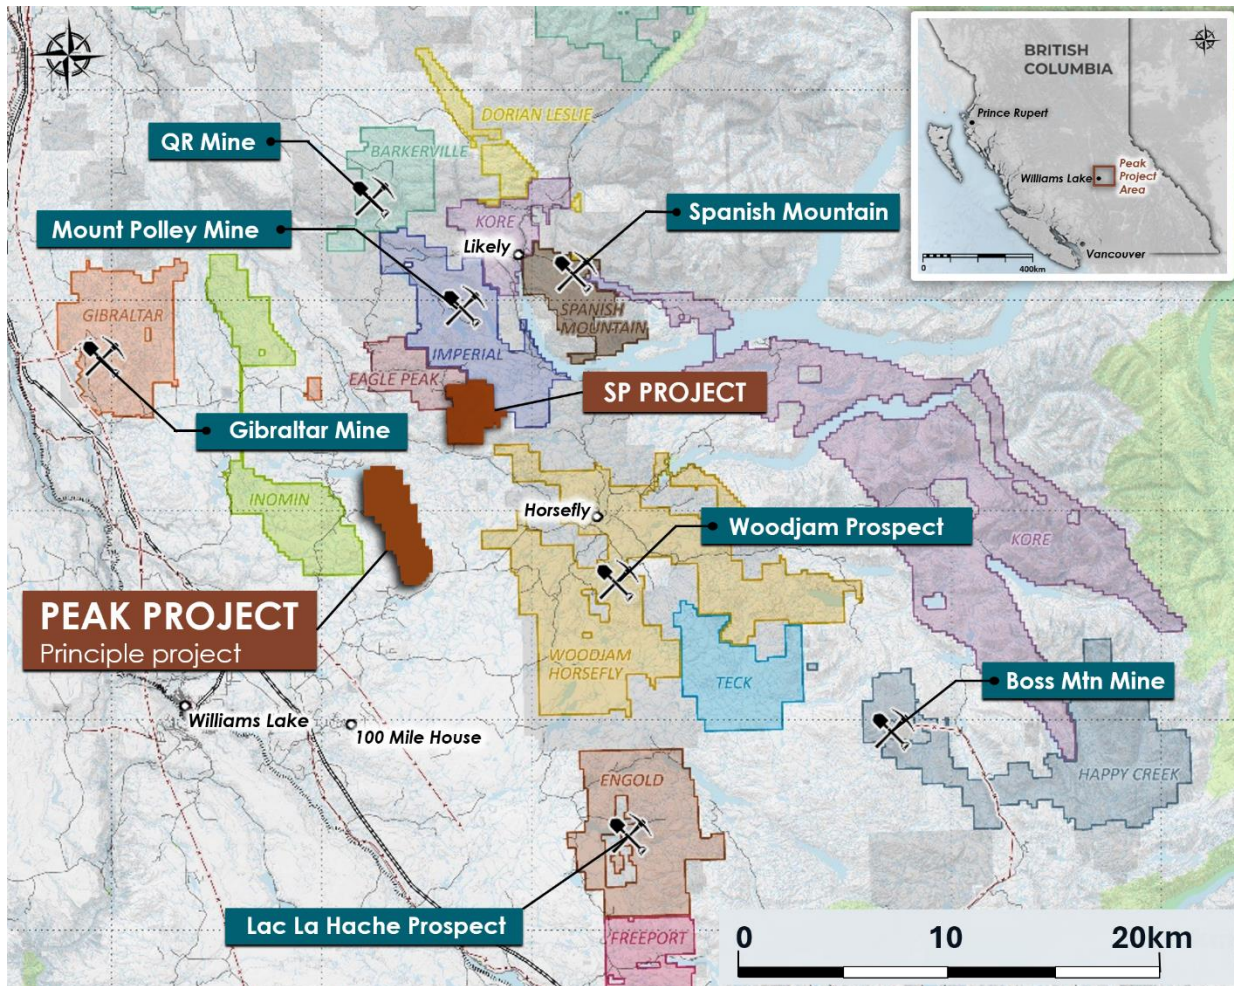 BRITISH
COLUMBIA
Prince Rupert
Williams Lake
Peak
Project
Area
Vancouver
0
400km
DORIAN LESLIE
QR Mine
BARKERVILLE
Mount Polley Mine
KORE
Spanish Mountain
Likely
GIBRALTAR
SPANISH
MOUNTAIN
IMPERIAL
EAGLE PEAK
SP PROJECT
Gibraltar Mine
INOMIN
Horsefly
Woodjam Prospect
KORE
PEAK PROJECT
Principle project
WOODJAM
HORSEFLY
TECK
Boss Mtn Mine
Williams Lake
100 Mile House
ENGOLD
HAPPY CREEK
Lac La Hache Prospect
FREEPORT
0 10 20km